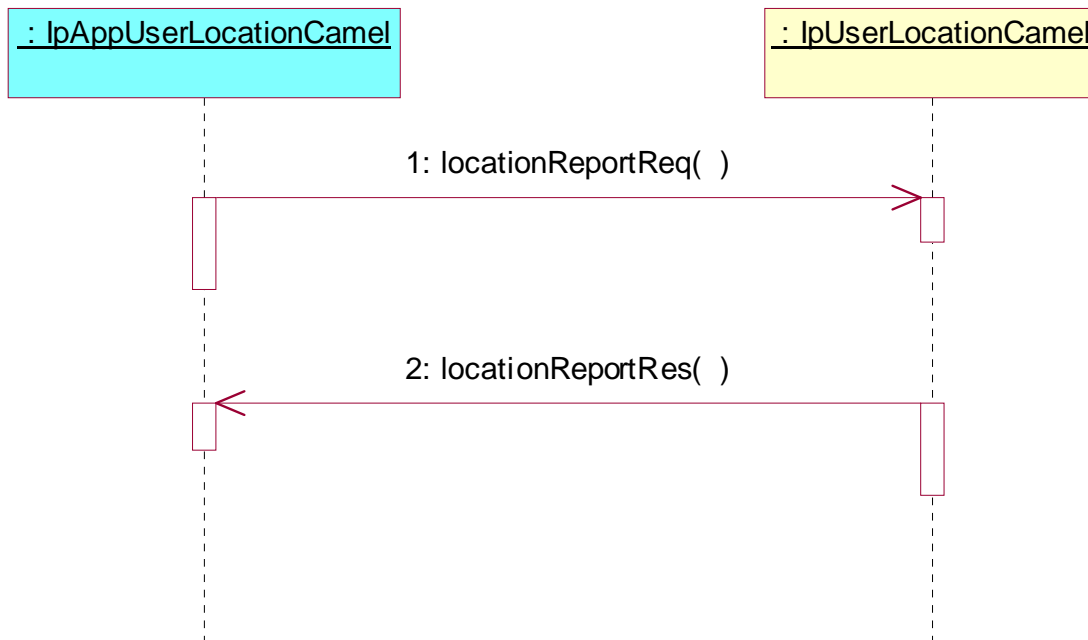 : IpAppUserLocationCamel
: IpUserLocationCamel
1: locationReportReq( )
2: locationReportRes( )